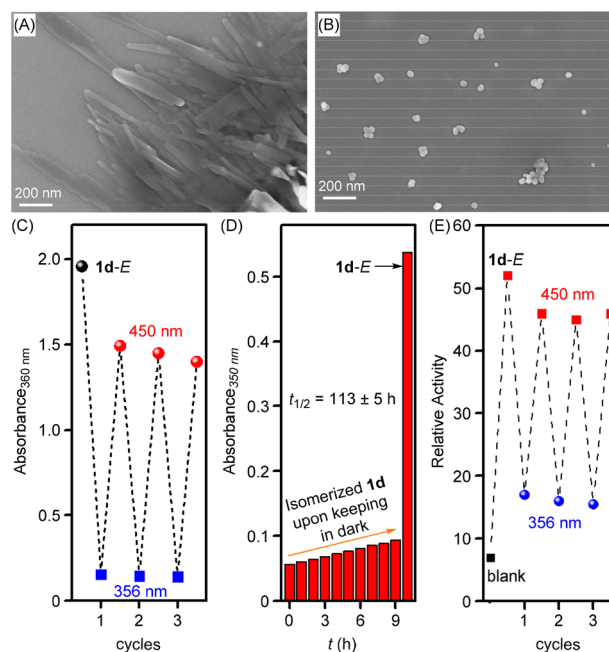 (A)
200 nm
(B)
200 nm
(C)
1d-E
450 nm
356 nm
Absorbance360 nm
2.0
1.5
1.0
0.5
0
1 2 3
cycles
(D)
1d-E
t1/2 = 113 ± 5 h
Isomerized 1d
upon keeping
in dark
Absorbance350 nm
0.6
0.5
0.4
0.3
0.2
0.1
0
0 3 6 9
t (h)
(E)
1d-E
450 nm
356 nm
blank
Relative Activity
60
50
40
30
20
10
0
1 2 3
cycles